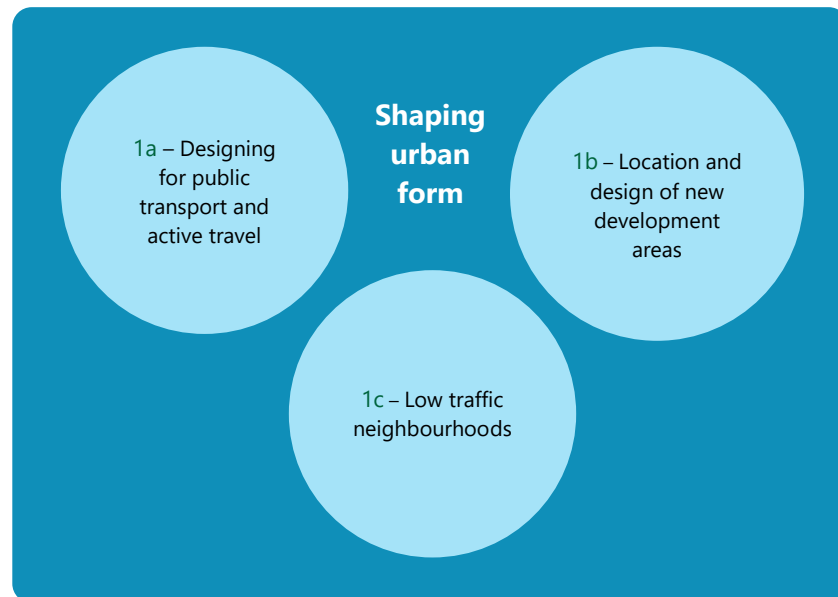 Shaping
urban
form
1a – Designing
for public
transport and
active travel
1b – Location and
design of new
development
areas
1c – Low traffic
neighbourhoods